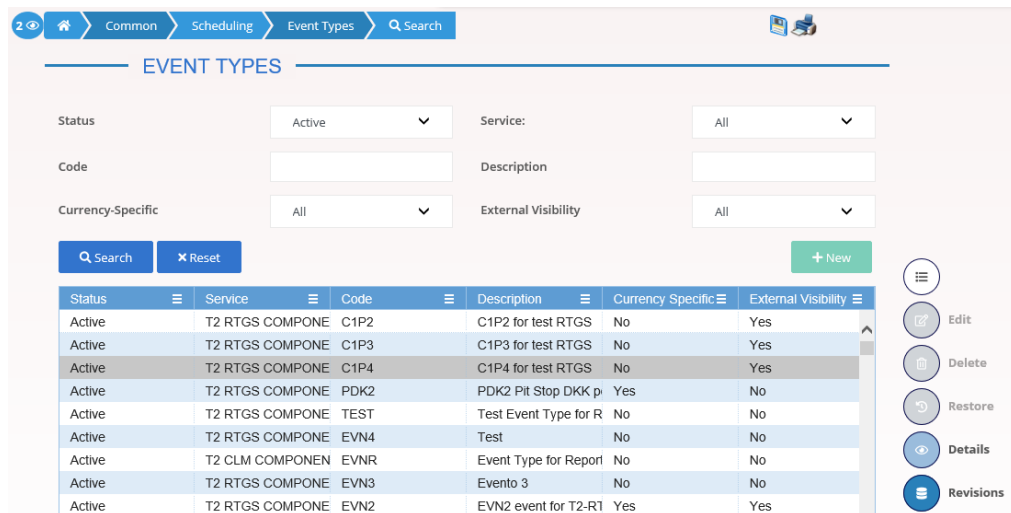 2 Common Scheduling Event Types Search
EVENT TYPES
Status Active Service: All
Code Description
Currency-Specific All External Visibility All
Search Reset New
Status Service Code Description Currency Specific External Visibility
Active T2 RTGS COMPONE C1P2 C1P2 for test RTGS No Yes
Active T2 RTGS COMPONE C1P3 C1P3 for test RTGS No Yes
Active T2 RTGS COMPONE C1P4 C1P4 for test RTGS No Yes
Active T2 RTGS COMPONE PDK2 PDK2 Pit Stop DKK p Yes No
Active T2 RTGS COMPONE TEST Test Event Type for R No No
Active T2 RTGS COMPONE EVN4 Test No No
Active T2 CLM COMPONEN EVNR Event Type for Report No No
Active T2 RTGS COMPONE EVN3 Evento 3 No No
Active T2 RTGS COMPONE EVN2 EVN2 event for T2-RT Yes Yes
Edit
Delete
Restore
Details
Revisions